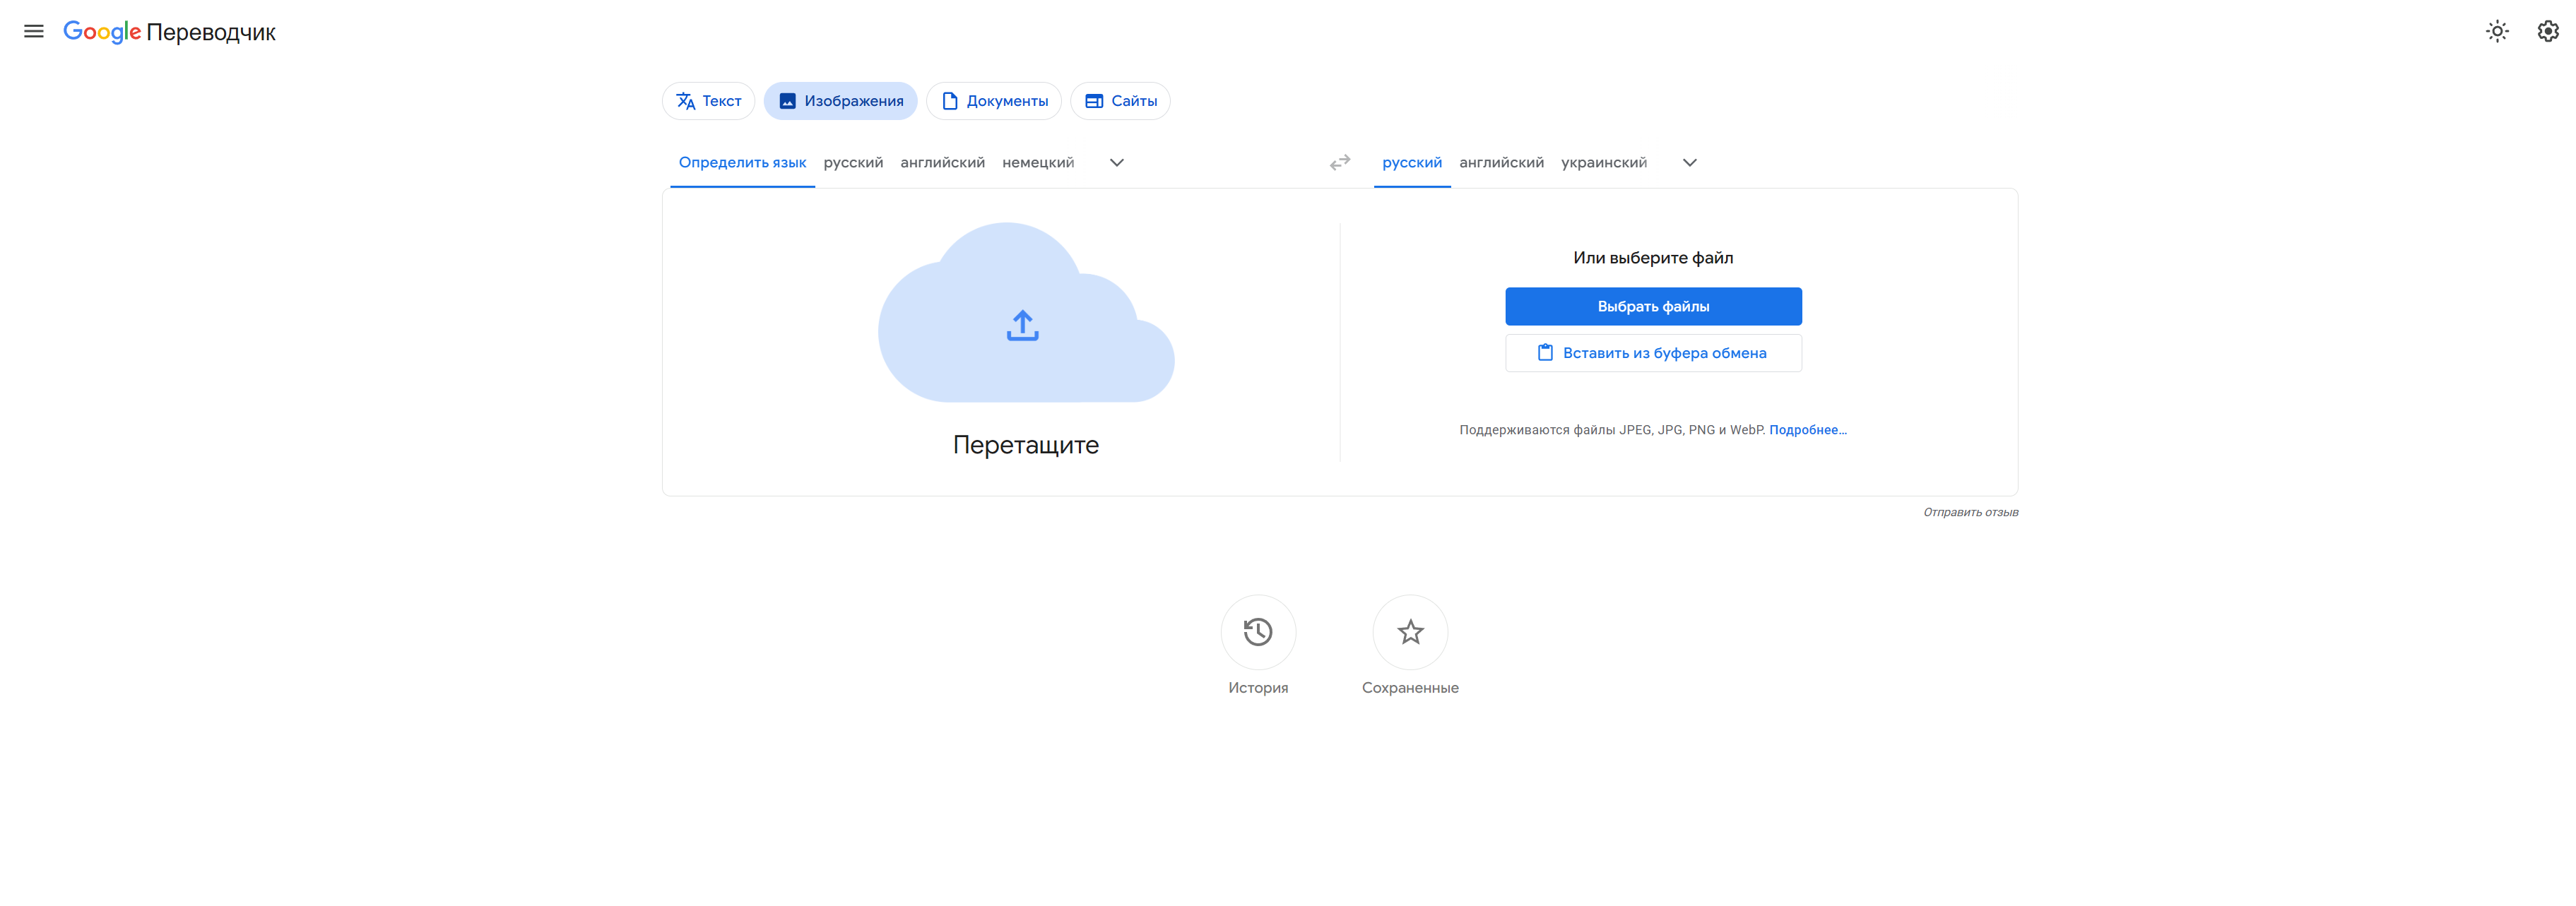 Google Переводчик
Текст
Изображения
Документы
Сайты
Определить язык
русский
английский
немецкий
русский
английский
украинский
Перетащите
Или выберите файл
Выбрать файлы
Вставить из буфера обмена
Поддерживаются файлы JPEG, JPG, PNG и WebP. Подробнее…
Отправить отзыв
История
Сохраненные